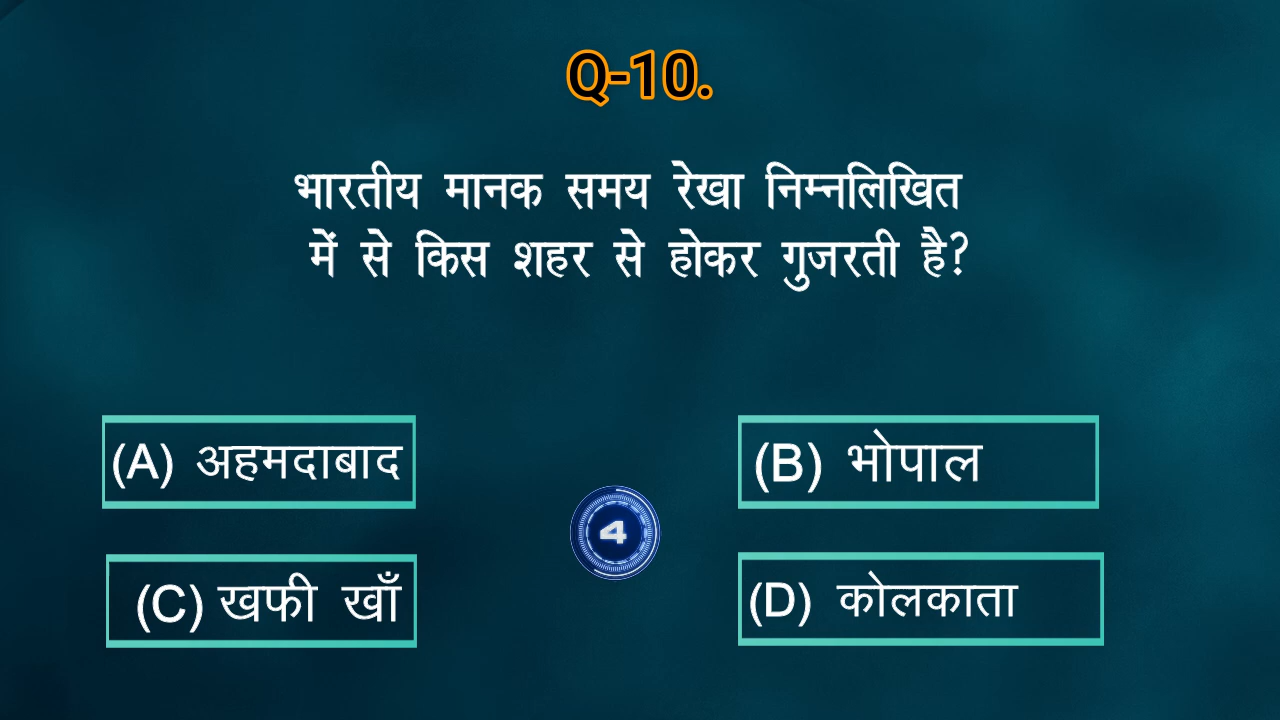 Q-10.
भारतीय मानक समय रेखा निम्नलिखित
में से किस शहर से होकर गुजरती है?
(A) अहमदाबाद
(B) भोपाल
4
(C) खफी खाँ
(D) कोलकाता